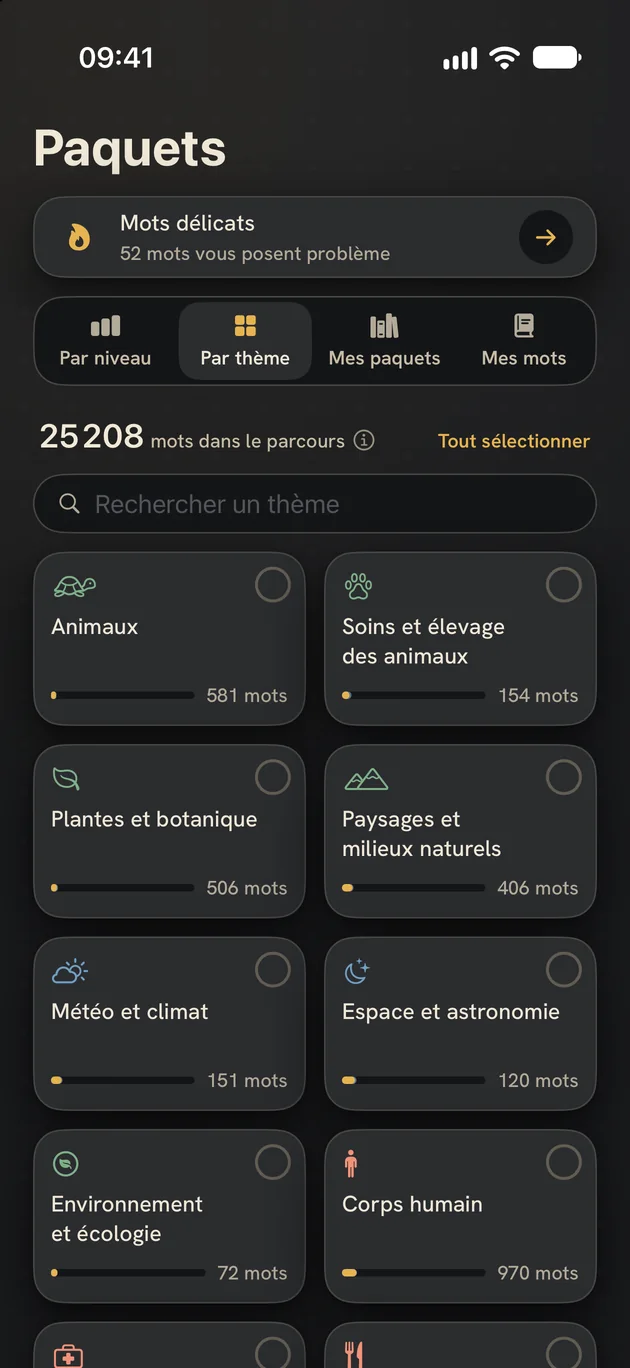 09:41
Paquets
Mots délicats
52 mots vous posent problème
Par niveau
Par thème
Mes paquets
Mes mots
25 208 mots dans le parcours
Tout sélectionner
Rechercher un thème
Animaux
581 mots
Soins et élevage
des animaux
154 mots
Plantes et botanique
506 mots
Paysages et
milieux naturels
406 mots
Météo et climat
151 mots
Espace et astronomie
120 mots
Environnement
et écologie
72 mots
Corps humain
970 mots